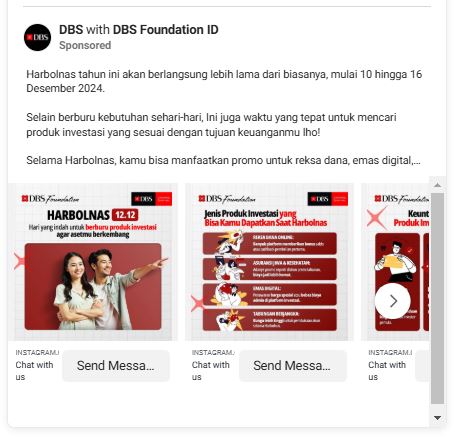 DBS with DBS Foundation ID
Sponsored
Harbolnas tahun ini akan berlangsung lebih lama dari biasanya, mulai 10 hingga 16
Desember 2024.
Selain berburu kebutuhan sehari-hari, Ini juga waktu yang tepat untuk mencari
produk investasi yang sesuai dengan tujuan keuanganmu lho!
Selama Harbolnas, kamu bisa manfaatkan promo untuk reksa dana, emas digital,...
DBS Foundation
DBS
HARBOLNAS 12.12
Hari yang indah untuk berburu produk investasi
agar asetmu berkembang
DBS Foundation
DBS
Jenis Produk Investasi yang
Bisa Kamu Dapatkan Saat Harbolnas
REKSA DANA ONLINE:
ASURANSI JIWA & KESEHATAN:
EMAS DIGITAL:
TABUNGAN BERJANGKA:
DBS Foundation
Keunt
Produk In
INSTAGRAM.
Chat with
us
Send Messa...
INSTAGRAM.
Chat with
us
Send Messa...
INSTAGRAM.
Chat with
us